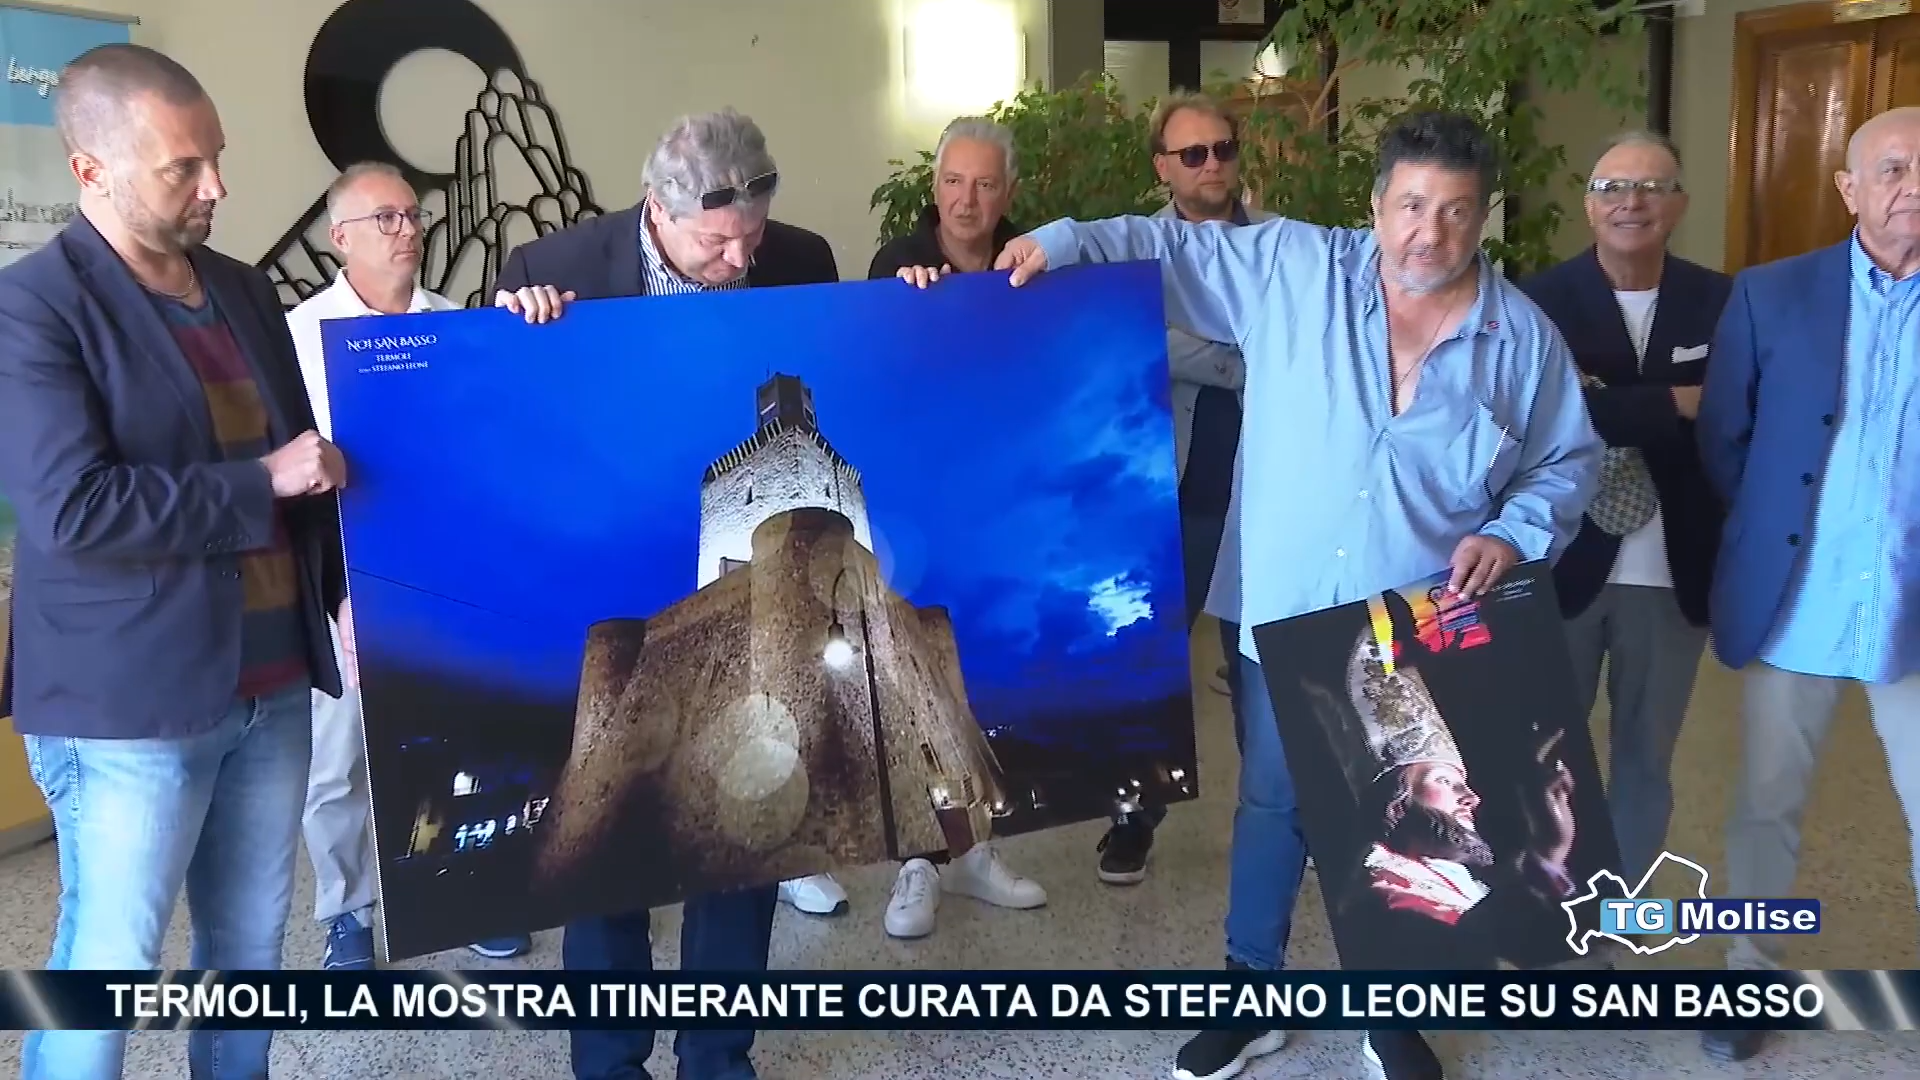 NOI SAN BASSO
TERMOLI
STEFANO LEONE
TG Molise
TERMOLI, LA MOSTRA ITINERANTE CURATA DA STEFANO LEONE SU SAN BASSO